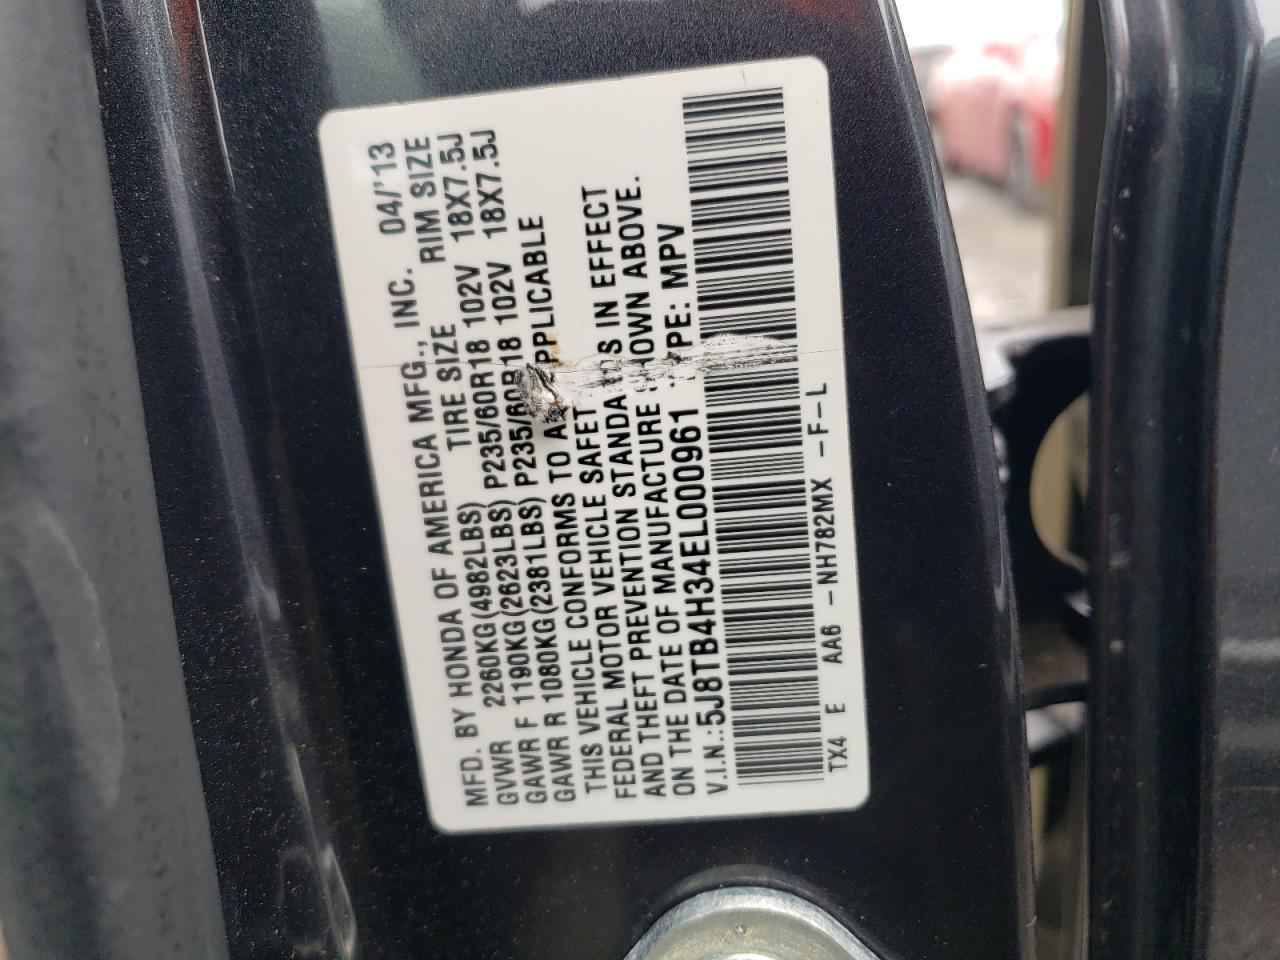 MFD. BY HONDA OF AMERICA MFG., INC. 04/'13
GVWR 2260KG(4982LBS) TIRE SIZE RIM SIZE
GAWR F 1190KG(2623LBS) P235/60R18 102V 18X7.5J
GAWR R 1080KG(2381LBS) P235/60R18 102V 18X7.5J
THIS VEHICLE CONFORMS TO A PPLICABLE
FEDERAL MOTOR VEHICLE SAFET
AND THEFT PREVENTION STANDA S IN EFFECT
ON THE DATE OF MANUFACTURE OWN ABOVE.
V.I.N.:5J8TB4H34EL000961 PE: MPV
TX4 E AA6 -NH782MX -F-L